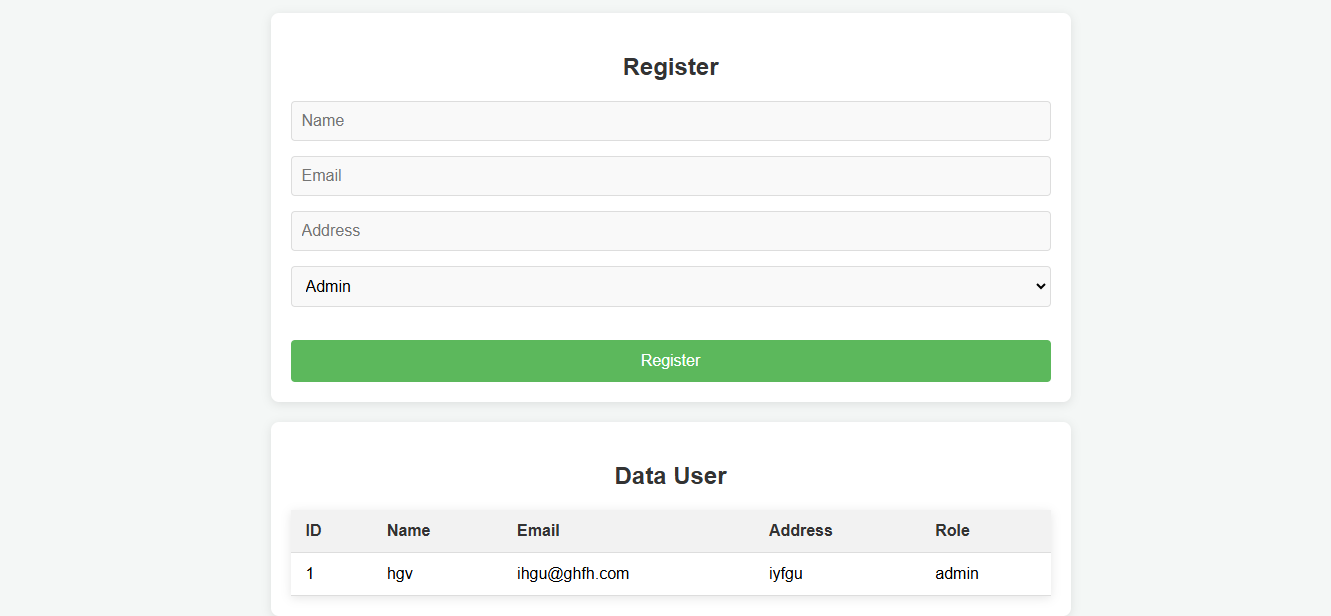 Register
Name
Email
Address
Admin
Register
Data User
ID Name Email Address Role
1 hgv ihgu@ghfh.com iyfgu admin